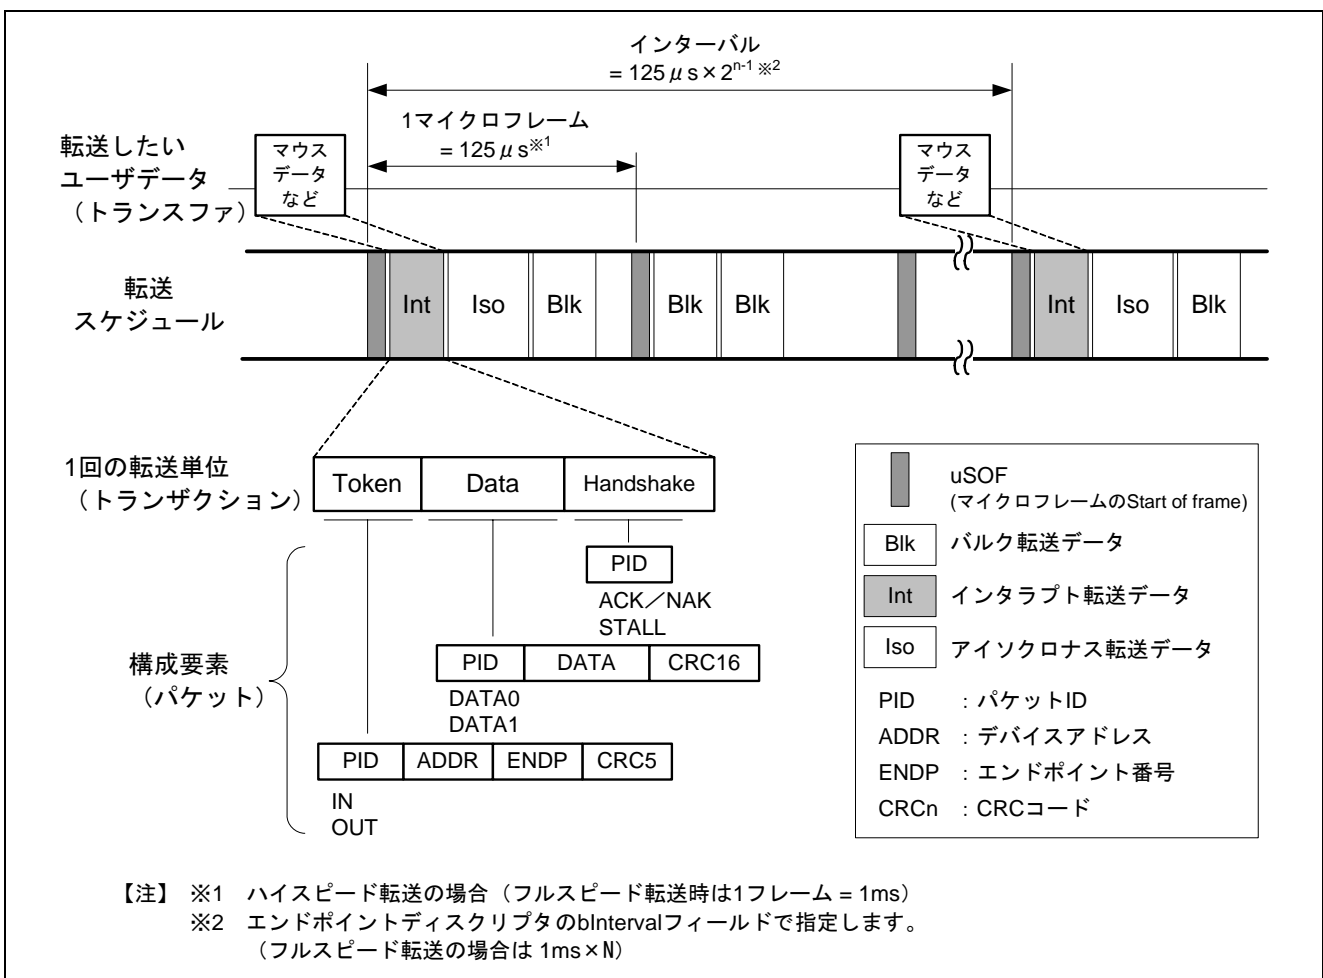 インターバル
= 125μs×2n-1 ※2
1マイクロフレーム
= 125μs※1
転送したい
ユーザデータ
（トランスファ）
マウス
データ
など
マウス
データ
など
転送
スケジュール
Int
Iso
Blk
Blk
Blk
Int
Iso
Blk
1回の転送単位
（トランザクション）
Token
Data
Handshake
PID
ACK／NAK
STALL
構成要素
（パケット）
PID
DATA
CRC16
DATA0
DATA1
PID
ADDR
ENDP
CRC5
IN
OUT
uSOF
(マイクロフレームのStart of frame)
Blk
バルク転送データ
Int
インタラプト転送データ
Iso
アイソクロナス転送データ
PID ：パケットID
ADDR ：デバイスアドレス
ENDP ：エンドポイント番号
CRCn ：CRCコード
【注】 ※1 ハイスピード転送の場合（フルスピード転送時は1フレーム = 1ms）
※2 エンドポイントディスクリプタのbIntervalフィールドで指定します。
（フルスピード転送の場合は 1ms×N）